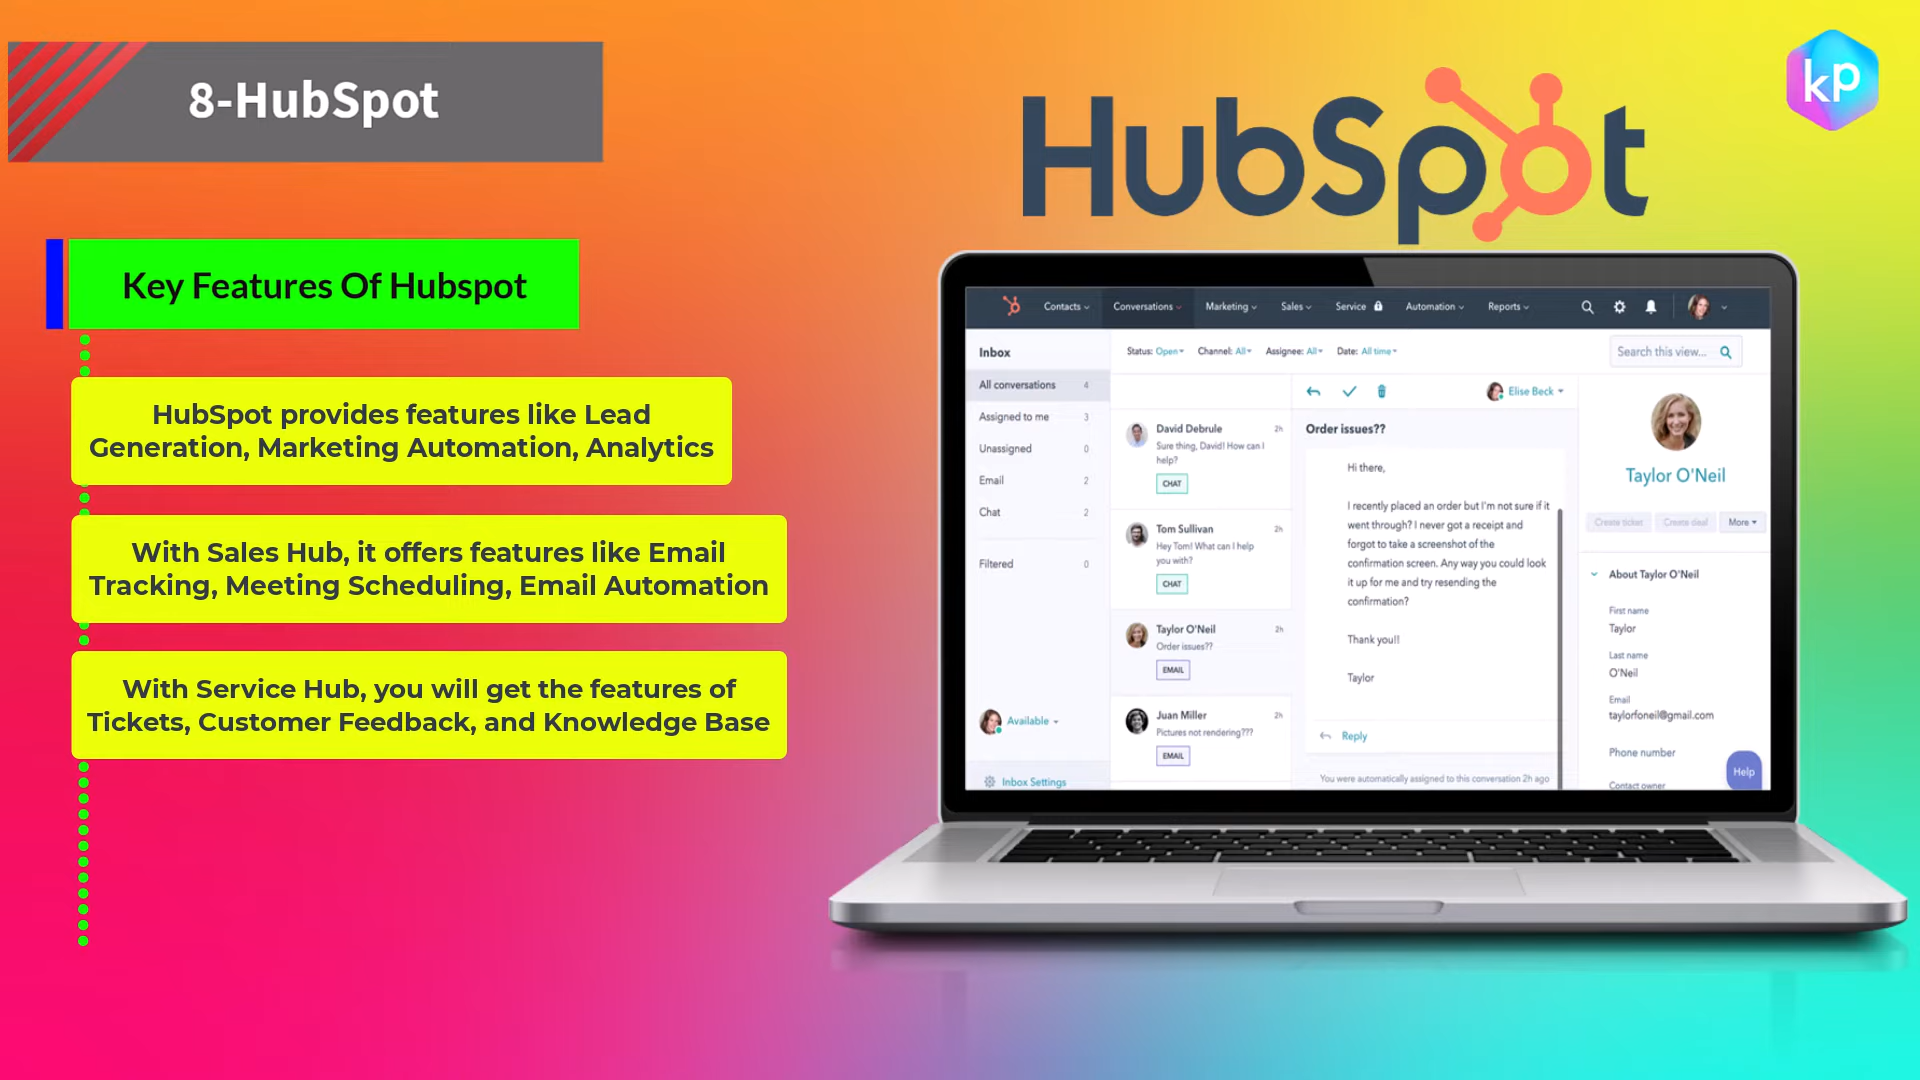 8-HubSpot
HubSpot
kp
Key Features Of Hubspot
HubSpot provides features like Lead
Generation, Marketing Automation, Analytics
With Sales Hub, it offers features like Email
Tracking, Meeting Scheduling, Email Automation
With Service Hub, you will get the features of
Tickets, Customer Feedback, and Knowledge Base
Contacts Conversations Marketing Sales Service Automation Reports
Inbox
All conversations 4
Assigned to me 3
Unassigned 0
Email 2
Chat 2
Filtered 0
Available
Inbox Settings
Status: Open Channel: All Assignee: All Date: All time
Search this view...
David Debrule 2h
Sure thing, David! How can I
help?
CHAT
Tom Sullivan 2h
Hey Tom! What can I help
you with?
CHAT
Taylor O'Neil 2h
Order issues??
EMAIL
Juan Miller 2h
Pictures not rendering???
EMAIL
Elise Beck
Order issues??
Hi there,
I recently placed an order but I'm not sure if it
went through? I never got a receipt and
forgot to take a screenshot of the
confirmation screen. Any way you could look
it up for me and try resending the
confirmation?
Thank you!!
Taylor
Reply
You were automatically assigned to this conversation 2h ago
Taylor O'Neil
Create ticket Create deal More
About Taylor O'Neil
First name
Taylor
Last name
O'Neil
Email
taylorfoneil@gmail.com
Phone number
Contact owner
Help